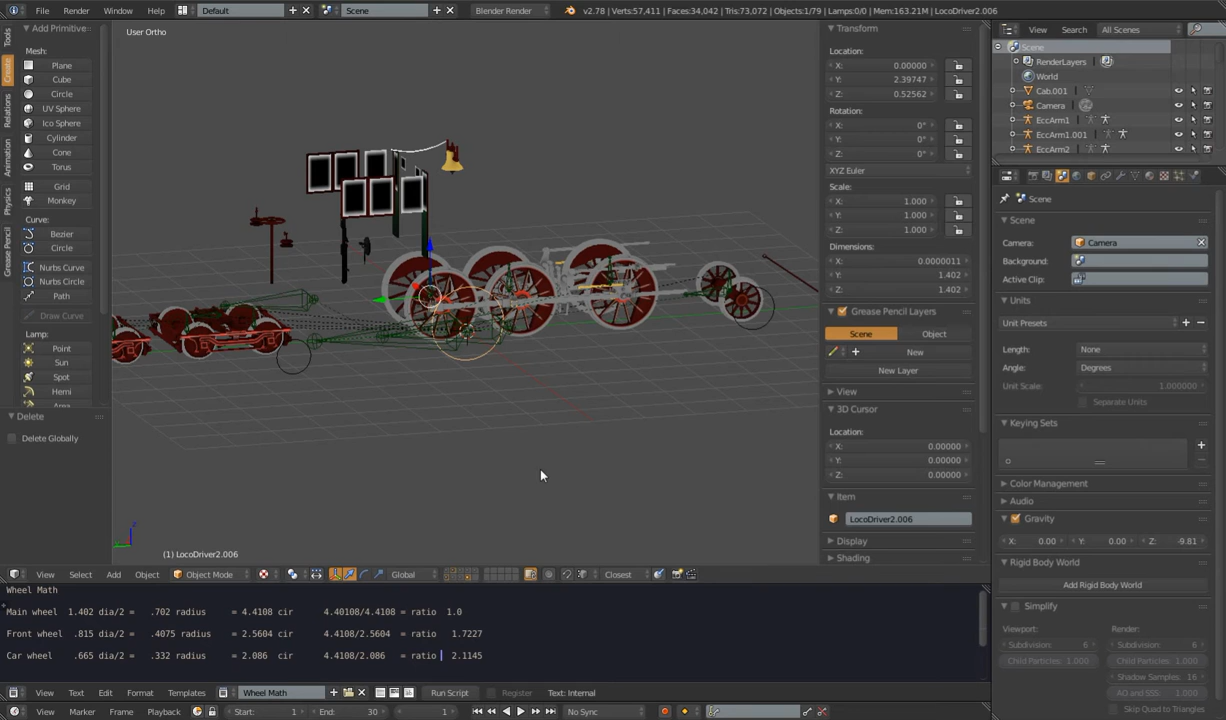 File Render Window Help Default Scene Blender Render v2.78 | Verts:57,411 | Faces:34,042 | Tris:73,072 | Objects:1/79 | Lamps:0/0 | Mem:163.21M | LocoDriver2.006
Tools
Create
Relations
Animation
Physics
Grease Pencil
Add Primitive
Mesh:
Plane
Cube
Circle
UV Sphere
Ico Sphere
Cylinder
Cone
Torus
Grid
Monkey
Curve:
Bezier
Circle
Nurbs Curve
Nurbs Circle
Path
Draw Curve
Lamp:
Point
Sun
Spot
Hemi
Area
Delete
Delete Globally
User Ortho
(1) LocoDriver2.006
Transform
Location:
X: 0.00000
Y: 2.39747
Z: 0.52562
Rotation:
X: 0°
Y: 0°
Z: 0°
XYZ Euler
Scale:
X: 1.000
Y: 1.000
Z: 1.000
Dimensions:
X: 0.0000011
Y: 1.402
Z: 1.402
Grease Pencil Layers
Scene Object
New
New Layer
View
3D Cursor
Location:
X: 0.00000
Y: 0.00000
Z: 0.00000
Item
LocoDriver2.006
Display
Shading
View Search All Scenes
Scene
RenderLayers
World
Cab.001
Camera
EccArm1
EccArm1.001
EccArm2
Scene
Scene
Camera: Camera
Background:
Active Clip:
Units
Unit Presets
Length: None
Angle: Degrees
Unit Scale: 1.000000
Separate Units
Keying Sets
Color Management
Audio
Gravity
X: 0.00 Y: 0.00 Z: -9.81
Rigid Body World
Add Rigid Body World
Simplify
Viewport: Render:
Subdivision: 6 Subdivision: 6
Child Particles: 1.000 Child Particles: 1.000
Shadow Samples: 16
AO and SSS: 1.000
Skip Quad to Triangles
View Select Add Object Object Mode Global Closest
Wheel Math
Main wheel 1.402 dia/2 = .702 radius = 4.4108 cir 4.40108/4.4108 = ratio 1.0
Front wheel .815 dia/2 = .4075 radius = 2.5604 cir 4.4108/2.5604 = ratio 1.7227
Car wheel .665 dia/2 = .332 radius = 2.086 cir 4.4108/2.086 = ratio 2.1145
View Text Edit Format Templates Wheel Math Run Script Register Text: Internal
View Marker Frame Playback Start: 1 End: 30 1 No Sync